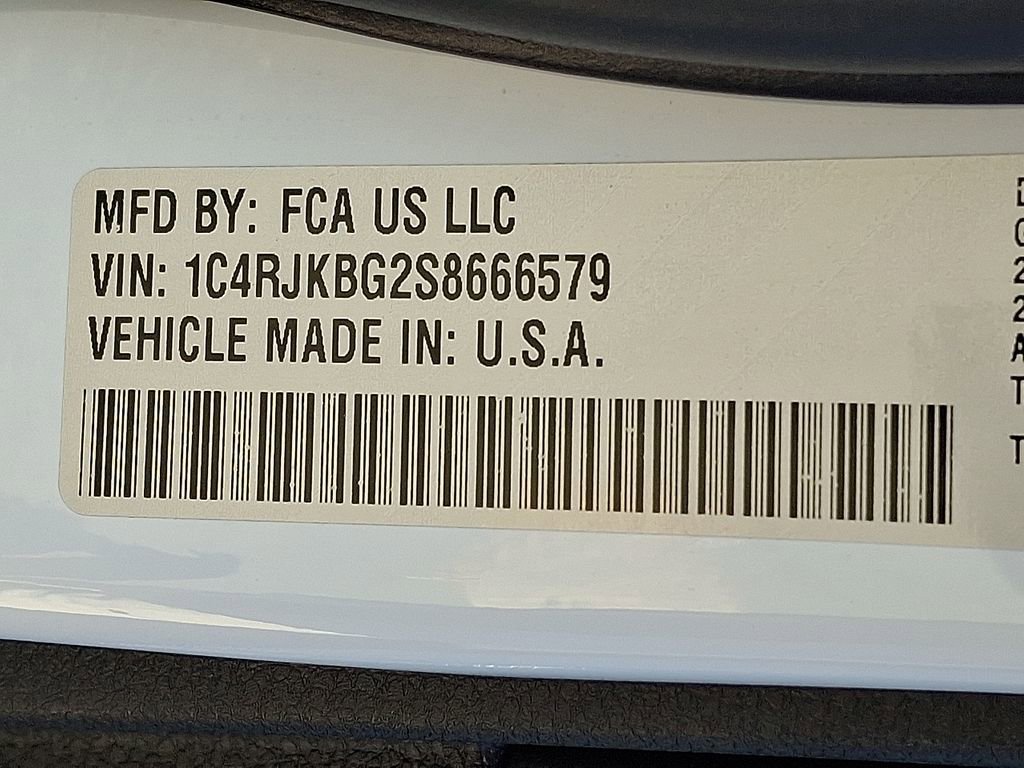 MFD BY: FCA US LLC
VIN: 1C4RJKBG2S8666579
VEHICLE MADE IN: U.S.A.